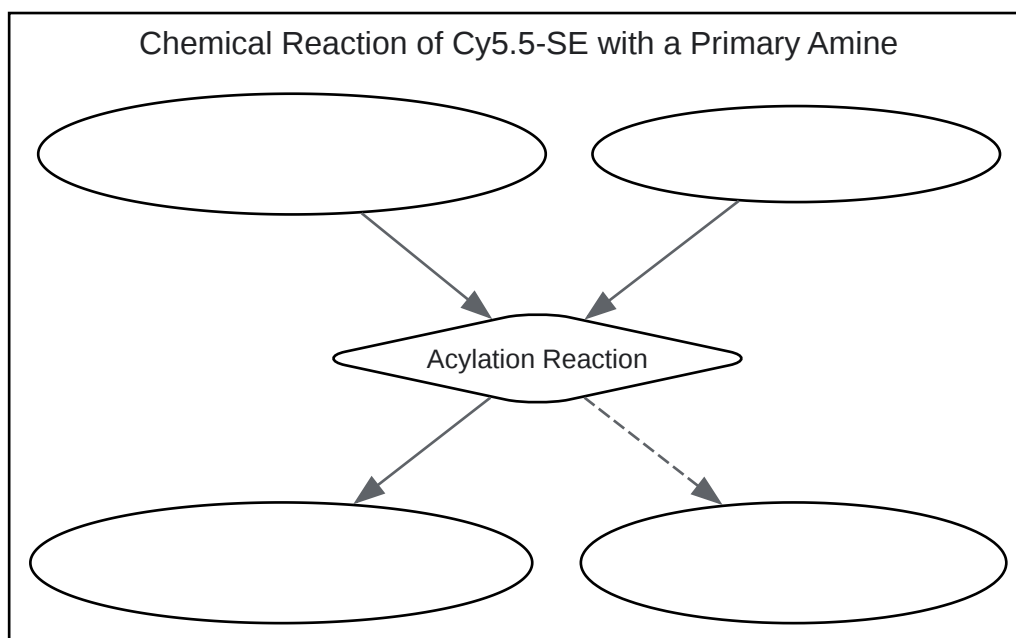 Chemical Reaction of Cy5.5-SE with a Primary Amine
Acylation Reaction